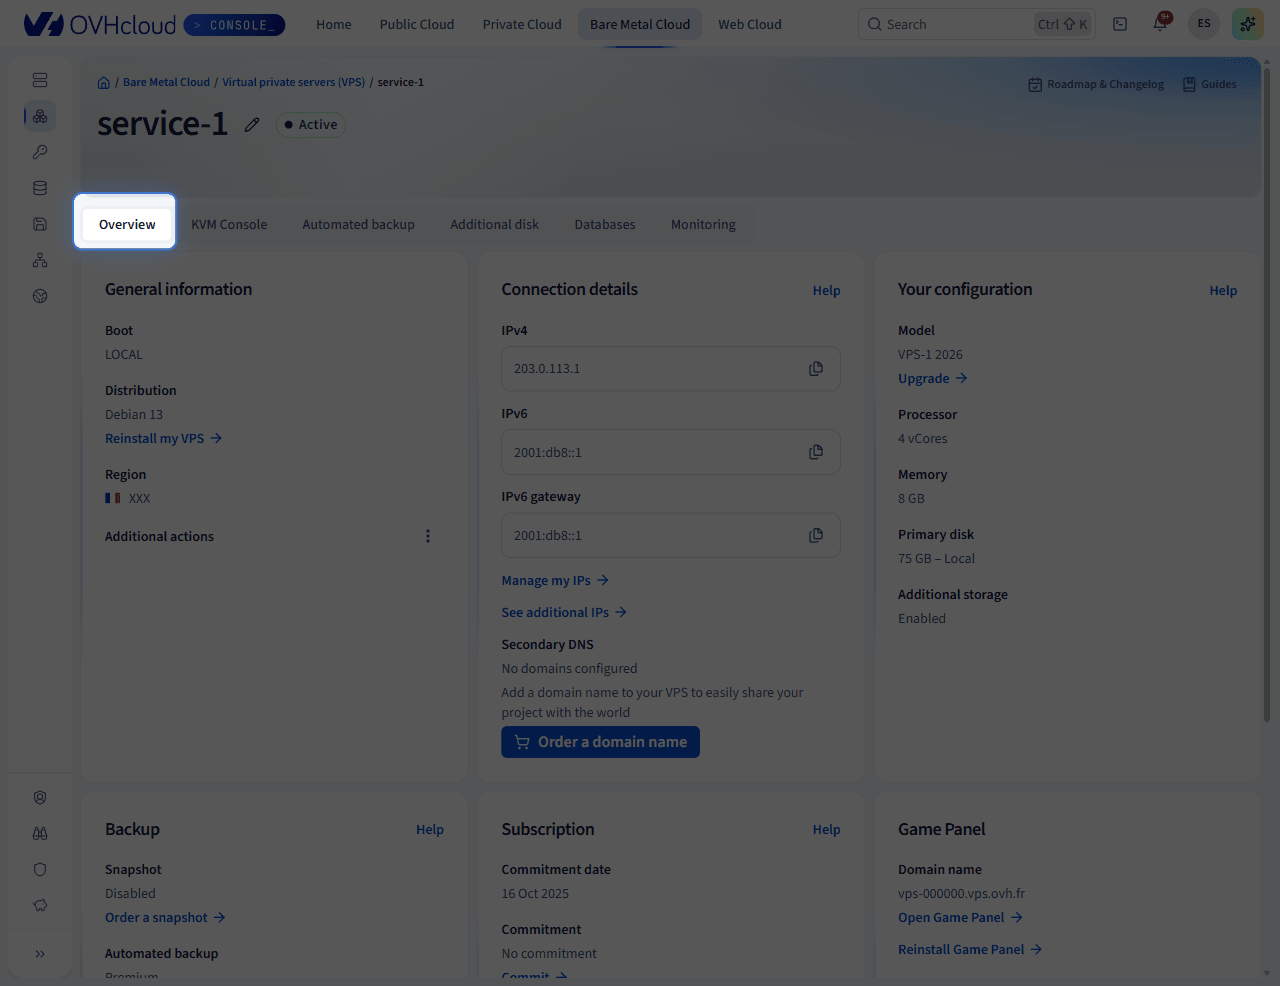 OVHcloud
> CONSOLE_
Home
Public Cloud
Private Cloud
Bare Metal Cloud
Web Cloud
Search
Ctrl ⇧ K
9+
ES
/ Bare Metal Cloud / Virtual private servers (VPS) / service-1
Roadmap & Changelog
Guides
service-1
Active
Overview
KVM Console
Automated backup
Additional disk
Databases
Monitoring
General information
Boot
LOCAL
Distribution
Debian 13
Reinstall my VPS
Region
XXX
Additional actions
Connection details
Help
IPv4
203.0.113.1
IPv6
2001:db8::1
IPv6 gateway
2001:db8::1
Manage my IPs
See additional IPs
Secondary DNS
No domains configured
Add a domain name to your VPS to easily share your
project with the world
Order a domain name
Your configuration
Help
Model
VPS-1 2026
Upgrade
Processor
4 vCores
Memory
8 GB
Primary disk
75 GB – Local
Additional storage
Enabled
Backup
Help
Snapshot
Disabled
Order a snapshot
Automated backup
Premium
Subscription
Help
Commitment date
16 Oct 2025
Commitment
No commitment
Commit
Game Panel
Domain name
vps-000000.vps.ovh.fr
Open Game Panel
Reinstall Game Panel